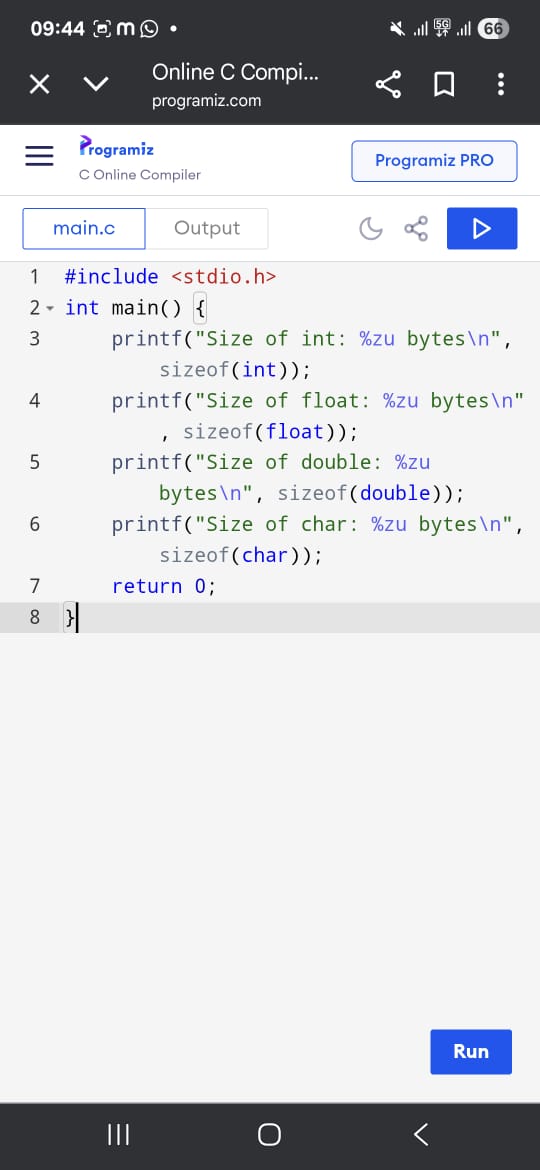 09:44 m 5G 66
Online C Compi...
programiz.com
Programiz
C Online Compiler
Programiz PRO
main.c Output
1 #include <stdio.h>
2 int main() {
3 printf("Size of int: %zu bytes\n",
sizeof(int));
4 printf("Size of float: %zu bytes\n"
, sizeof(float));
5 printf("Size of double: %zu
bytes\n", sizeof(double));
6 printf("Size of char: %zu bytes\n",
sizeof(char));
7 return 0;
8 }
Run